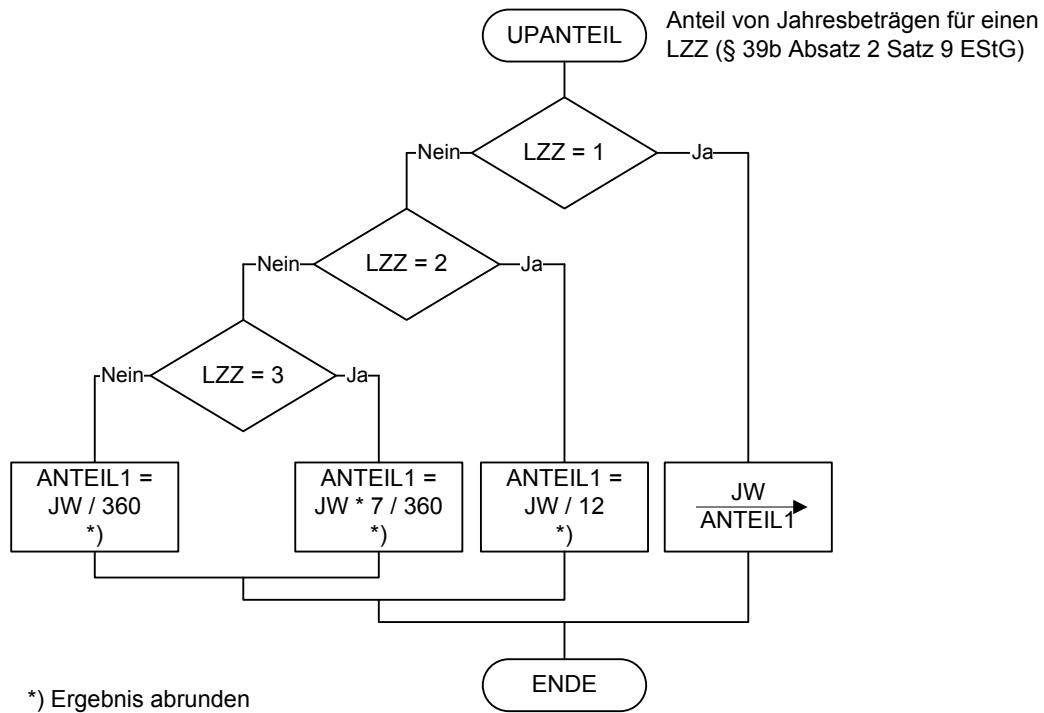 UPANTEIL
Anteil von Jahresbeträgen für einen
LZZ (§ 39b Absatz 2 Satz 9 EStG)
Nein
LZZ = 1
Ja
Nein
LZZ = 2
Ja
Nein
LZZ = 3
Ja
ANTEIL1 =
JW / 360
*)
ANTEIL1 =
JW * 7 / 360
*)
ANTEIL1 =
JW / 12
*)
JW
ANTEIL1
ENDE
*) Ergebnis abrunden